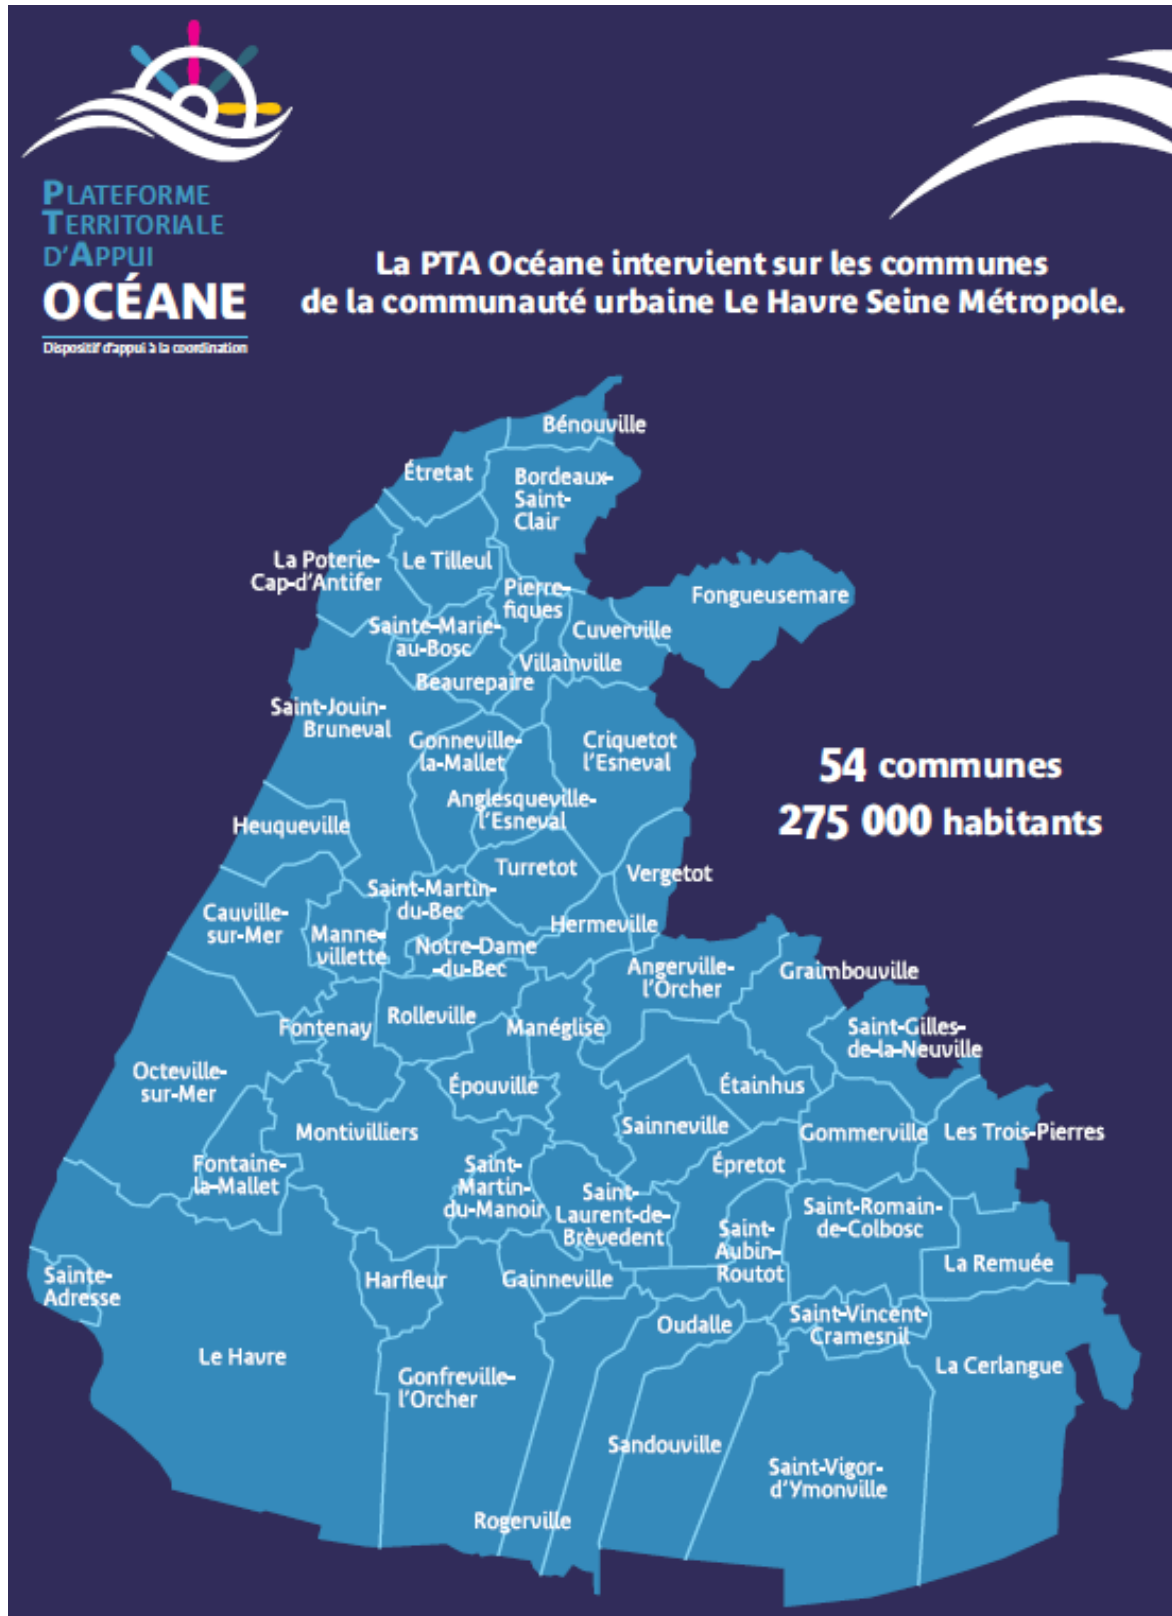 PLATEFORME
TERRITORIALE
D'APPUI
OCÉANE
Dispositif d'appui à la coordination
La PTA Océane intervient sur les communes
de la communauté urbaine Le Havre Seine Métropole.
Bénouville
Étretat
Bordeaux-
Saint-
Clair
La Poterie-
Cap-d'Antifer
Le Tilleul
Pierre-
fiques
Fongueusemare
Sainte-Marie-
au-Bosc
Cuverville
Villainville
Beaurepaire
Saint-Jouin-
Bruneval
Gonneville-
la-Mallet
Criquetot
l'Esneval
54 communes
275 000 habitants
Anglesqueville-
l'Esneval
Heuqueville
Turretot
Vergetot
Saint-Martin-
du-Bec
Cauville-
sur-Mer
Manne-
villette
Notre-Dame
-du-Bec
Hermeville
Angerville-
l'Orcher
Graimbouville
Fontenay
Rolleville
Manéglise
Saint-Gilles-
de-la-Neuville
Octeville-
sur-Mer
Épouville
Étainhus
Montivilliers
Sainneville
Gommerville
Les Trois-Pierres
Fontaine-
la-Mallet
Saint-
Martin-
du-Manoir
Épretot
Saint-
Laurent-de-
Brèvedent
Saint-
Aubin-
Routot
Saint-Romain-
de-Colbosc
La Remuée
Sainte-
Adresse
Harfleur
Gainneville
Oudalle
Saint-Vincent-
Cramesnil
Le Havre
Gonfreville-
l'Orcher
La Cerlangue
Sandouville
Saint-Vigor-
d'Ymonville
Rogerville